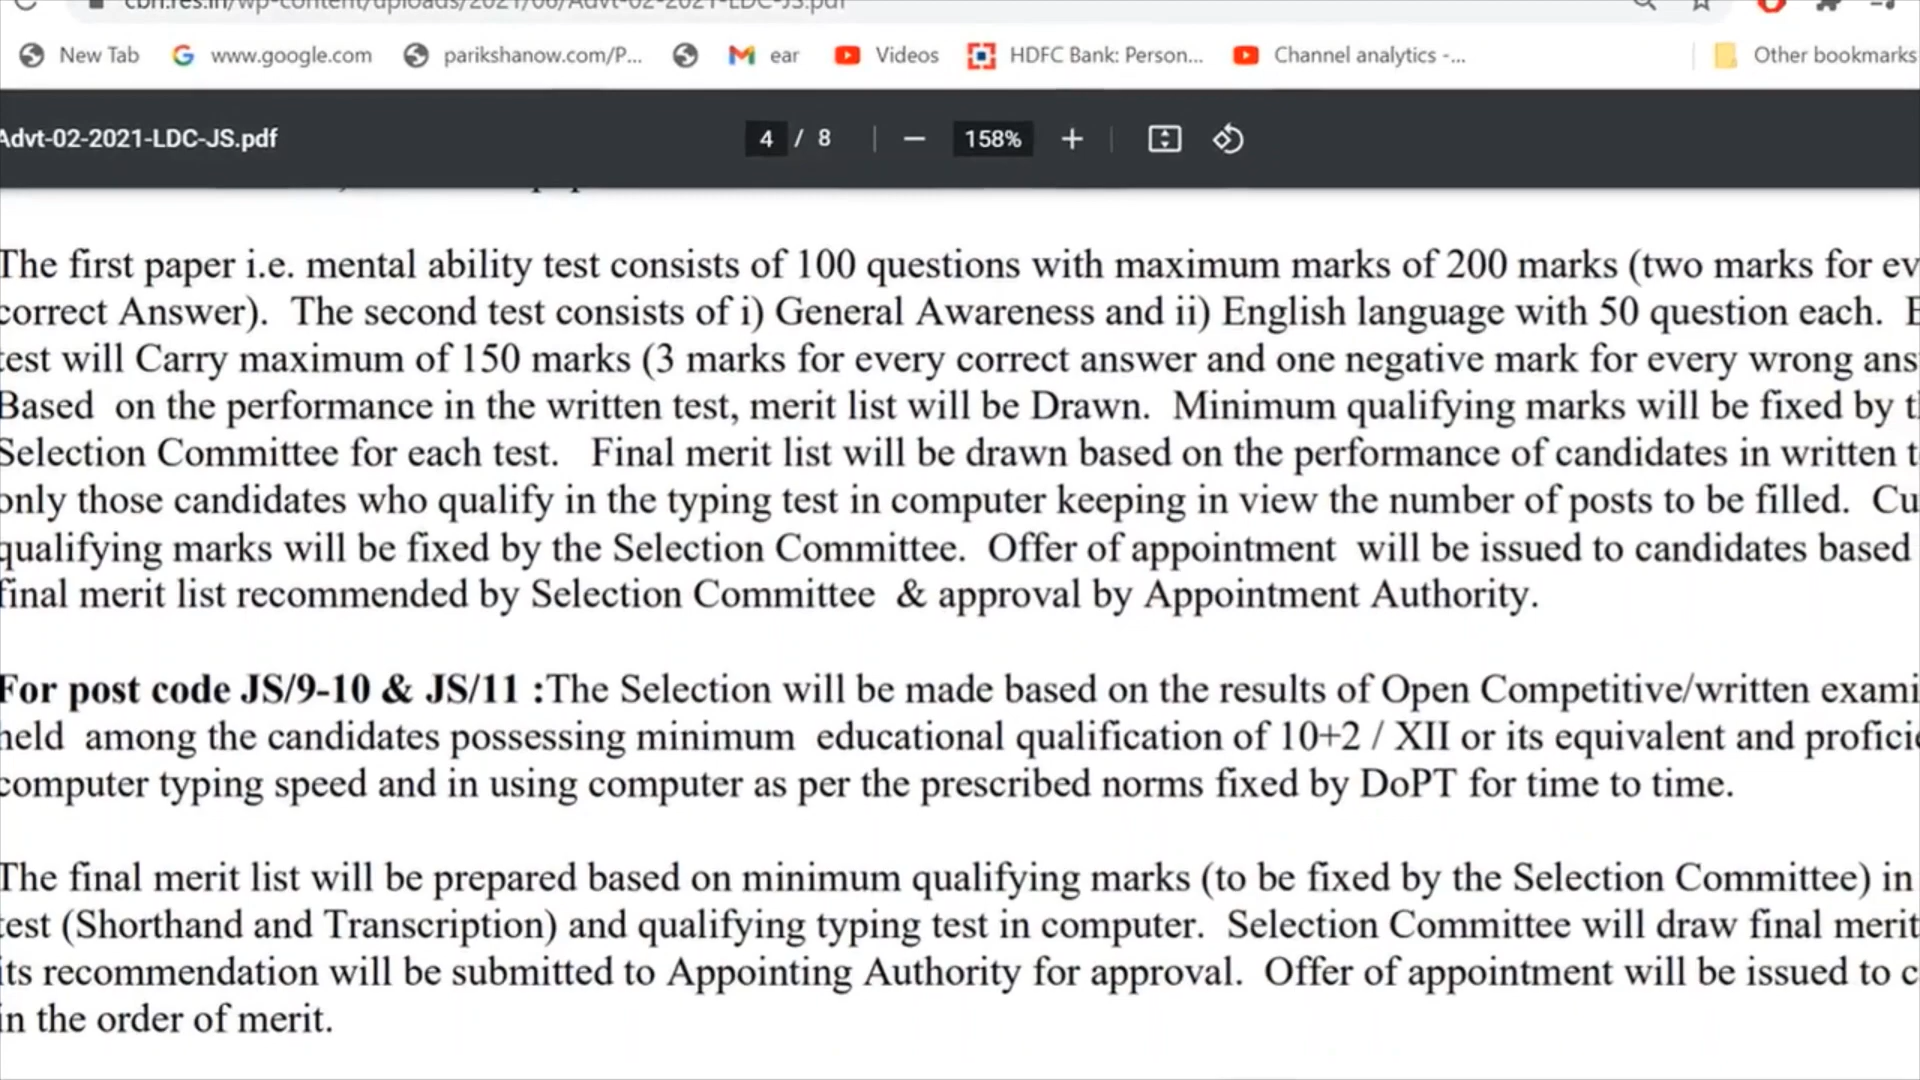 New Tab www.google.com parikshanow.com/P... ear Videos HDFC Bank: Person... Channel analytics -... Other bookmarks
Advt-02-2021-LDC-JS.pdf 4 / 8 158%
The first paper i.e. mental ability test consists of 100 questions with maximum marks of 200 marks (two marks for
correct Answer). The second test consists of i) General Awareness and ii) English language with 50 question each.
test will Carry maximum of 150 marks (3 marks for every correct answer and one negative mark for every wrong
Based on the performance in the written test, merit list will be Drawn. Minimum qualifying marks will be fixed by
Selection Committee for each test. Final merit list will be drawn based on the performance of candidates in written
only those candidates who qualify in the typing test in computer keeping in view the number of posts to be filled.
qualifying marks will be fixed by the Selection Committee. Offer of appointment will be issued to candidates based
final merit list recommended by Selection Committee & approval by Appointment Authority.
For post code JS/9-10 & JS/11 :The Selection will be made based on the results of Open Competitive/written
held among the candidates possessing minimum educational qualification of 10+2 / XII or its equivalent and
computer typing speed and in using computer as per the prescribed norms fixed by DoPT for time to time.
The final merit list will be prepared based on minimum qualifying marks (to be fixed by the Selection Committee) in
test (Shorthand and Transcription) and qualifying typing test in computer. Selection Committee will draw final merit
its recommendation will be submitted to Appointing Authority for approval. Offer of appointment will be issued to
in the order of merit.